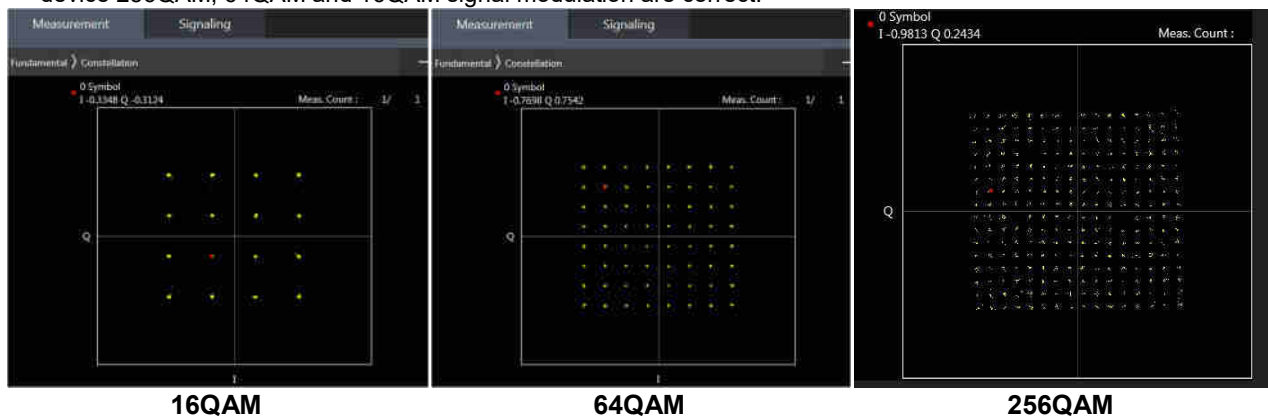 device 256QAM, 64QAM and 16QAM signal modulation are correct.
Measurement Signaling
Fundamental ❭ Constellation
0 Symbol
I -0.3348 Q -0.3124 Meas. Count : 1/ 1
Q
I
16QAM
Measurement Signaling
Fundamental ❭ Constellation
0 Symbol
I -0.7698 Q 0.7542 Meas. Count : 1/ 1
Q
I
64QAM
0 Symbol
I -0.9813 Q 0.2434 Meas. Count :
Q
256QAM